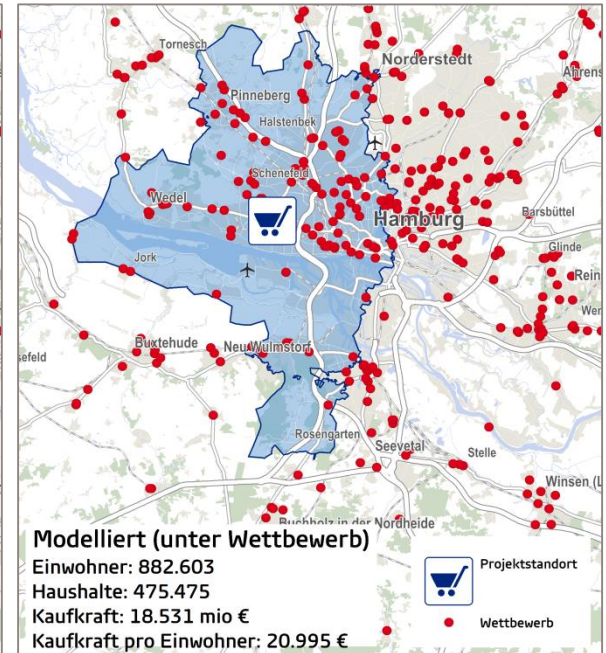 Tornesch
Norderstedt
Ahrens
Pinneberg
Halstenbek
Schenefeld
Wedel
Hamburg
Barsbüttel
Glinde
Jork
Rein
Wer
Buxtehude
Neu Wulmstorf
sefeld
Rosengarten
Seevetal
Stelle
Winsen (L
Buchholz in der Nordheide
Modelliert (unter Wettbewerb)
Einwohner: 882.603
Haushalte: 475.475
Kaufkraft: 18.531 mio €
Kaufkraft pro Einwohner: 20.995 €
Projektstandort
Wettbewerb